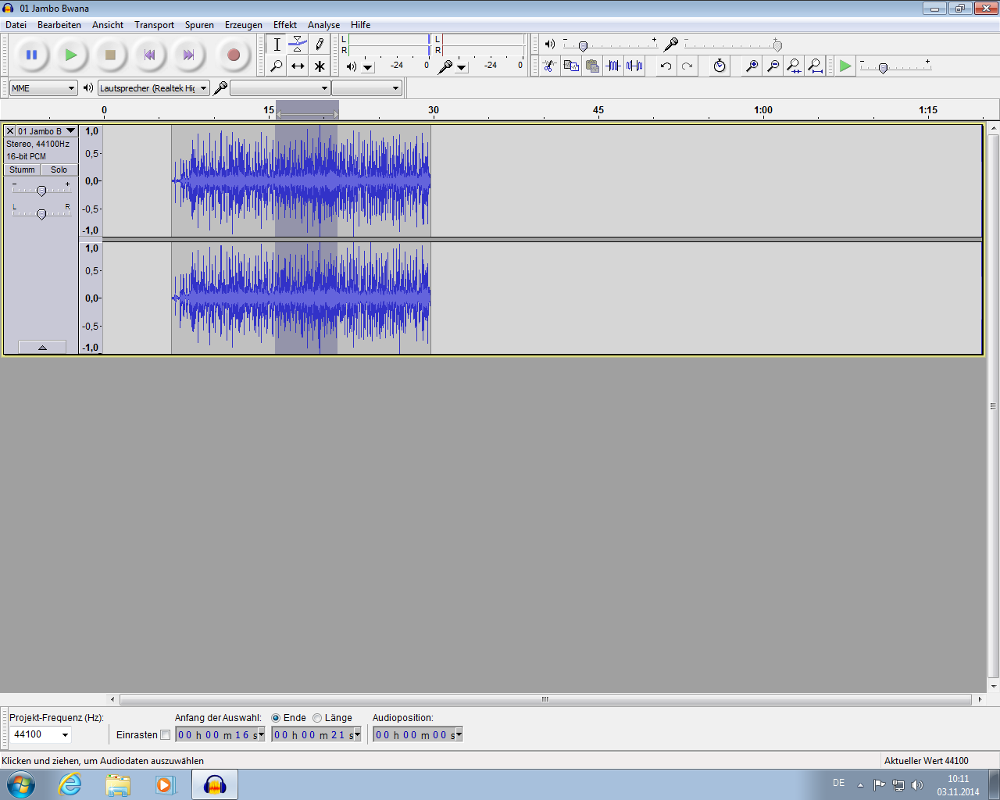 01 Jambo Bwana
Datei Bearbeiten Ansicht Transport Spuren Erzeugen Effekt Analyse Hilfe
L
R
-24 0
L
R
-24 0
MME
Lautsprecher (Realtek Hig
0 15 30 45 1:00 1:15
01 Jambo B
Stereo, 44100Hz
16-bit PCM
Stumm Solo
- +
L R
1,0
0,5-
0,0-
-0,5-
-1,0
1,0
0,5-
0,0-
-0,5-
-1,0
Projekt-Frequenz (Hz):
44100
Einrasten
Anfang der Auswahl:
00 h 00 m 16 s
Ende Länge
00 h 00 m 21 s
Audioposition:
00 h 00 m 00 s
Klicken und ziehen, um Audiodaten auszuwählen
Aktueller Wert 44100
DE
10:11
03.11.2014